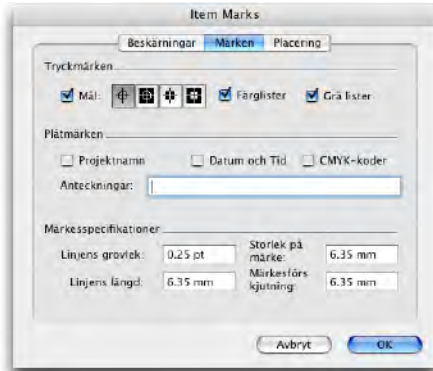 Item Marks
Beskärningar Märken Placering
Tryckmärken
Mål: Färglister Grå lister
Plåtmärken
Projektnamn Datum och Tid CMYK-koder
Anteckningar:
Märkesspecifikationer
Linjens grovlek: 0.25 pt Storlek på märke: 6.35 mm
Linjens längd: 6.35 mm Märkesförs kjutning: 6.35 mm
Avbryt OK